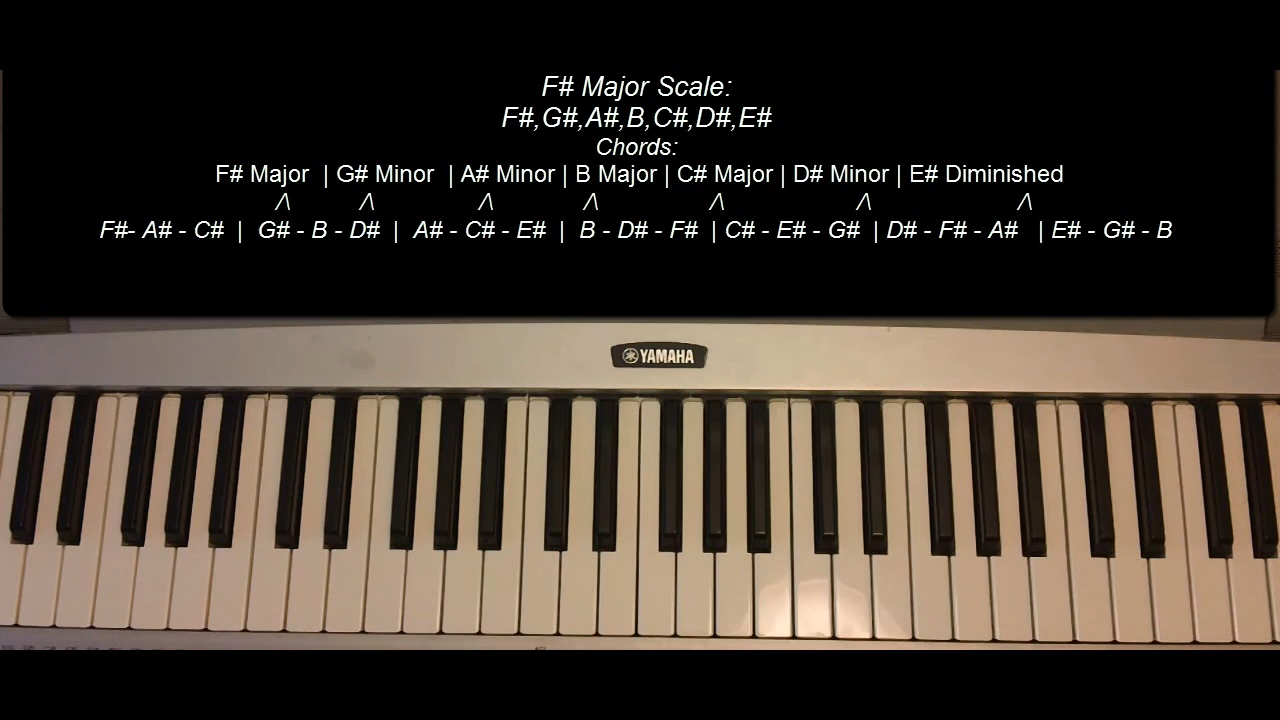 F# Major Scale:
F#,G#,A#,B,C#,D#,E#
Chords:
F# Major | G# Minor | A# Minor | B Major | C# Major | D# Minor | E# Diminished
/\ /\ /\ /\ /\ /\ /\
F#- A# - C# | G# - B - D# | A# - C# - E# | B - D# - F# | C# - E# - G# | D# - F# - A# | E# - G# - B
YAMAHA